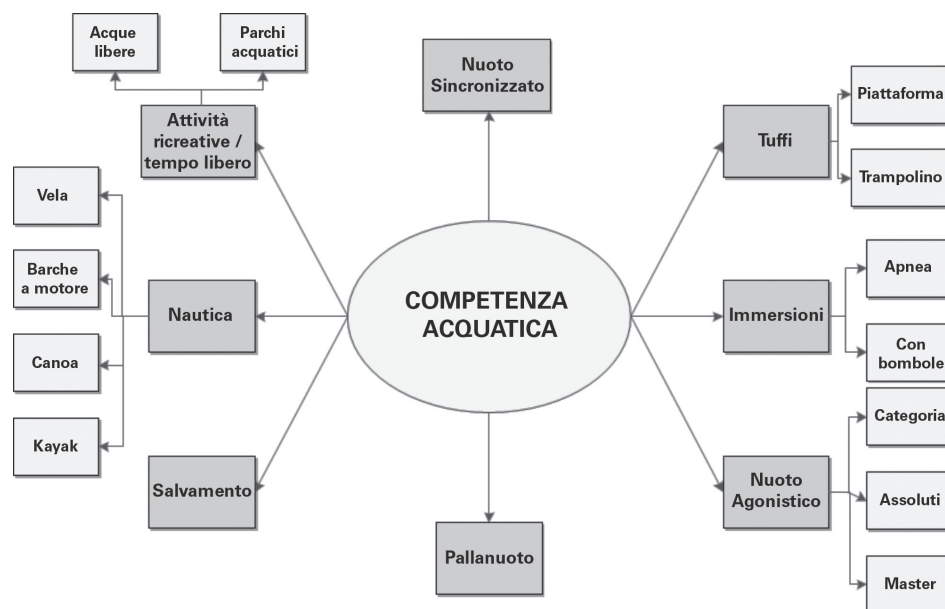 Acque
libere
Parchi
acquatici
Attività
ricreative /
tempo libero
Nuoto
Sincronizzato
Tuffi
Piattaforma
Trampolino
Vela
Barche
a motore
Canoa
Kayak
Nautica
COMPETENZA
ACQUATICA
Immersioni
Apnea
Con
bombole
Salvamento
Pallanuoto
Nuoto
Agonistico
Categoria
Assoluti
Master